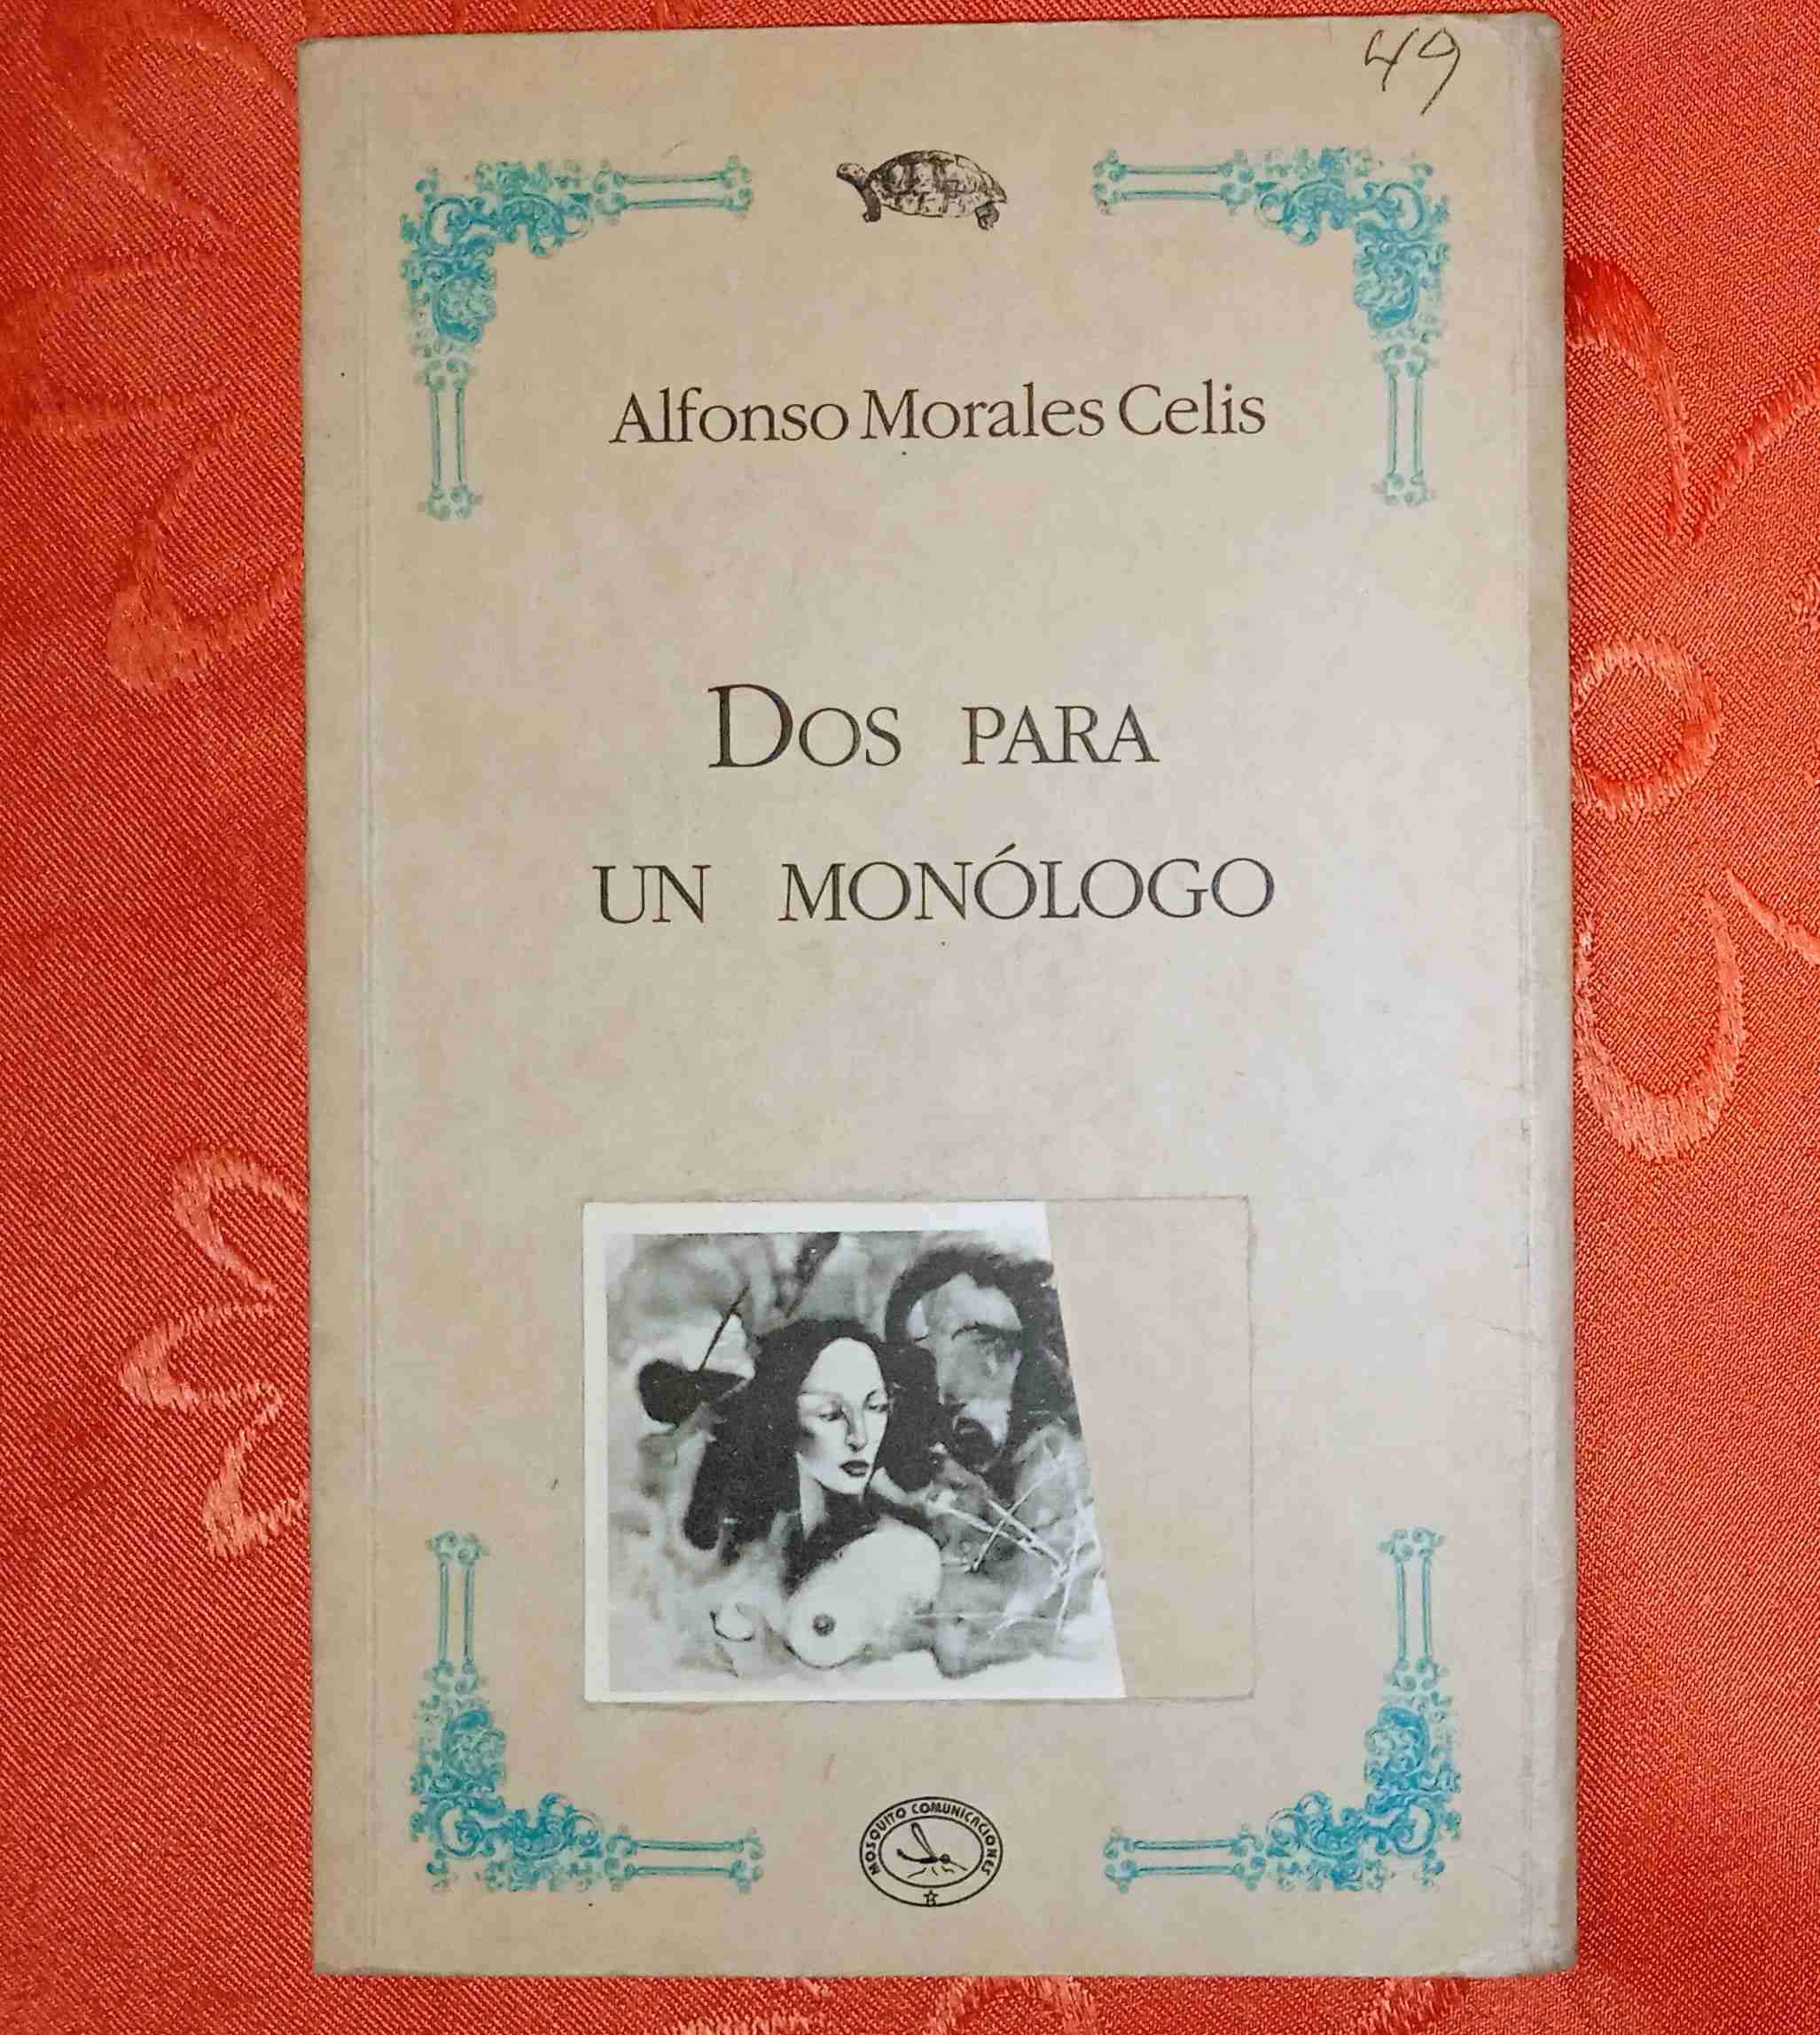 49
Alfonso Morales Celis
DOS PARA
UN MONÓLOGO
MOSQUITO COMUNICACIONES